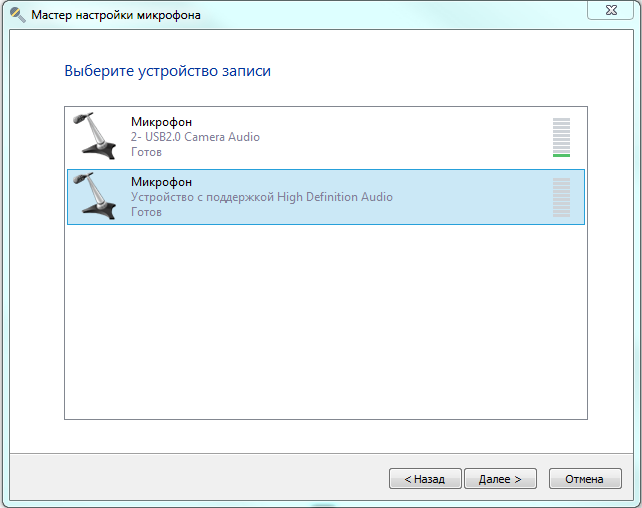 Мастер настройки микрофона
Выберите устройство записи
Микрофон
2- USB2.0 Camera Audio
Готов
Микрофон
Устройство с поддержкой High Definition Audio
Готов
< Назад
Далее >
Отмена